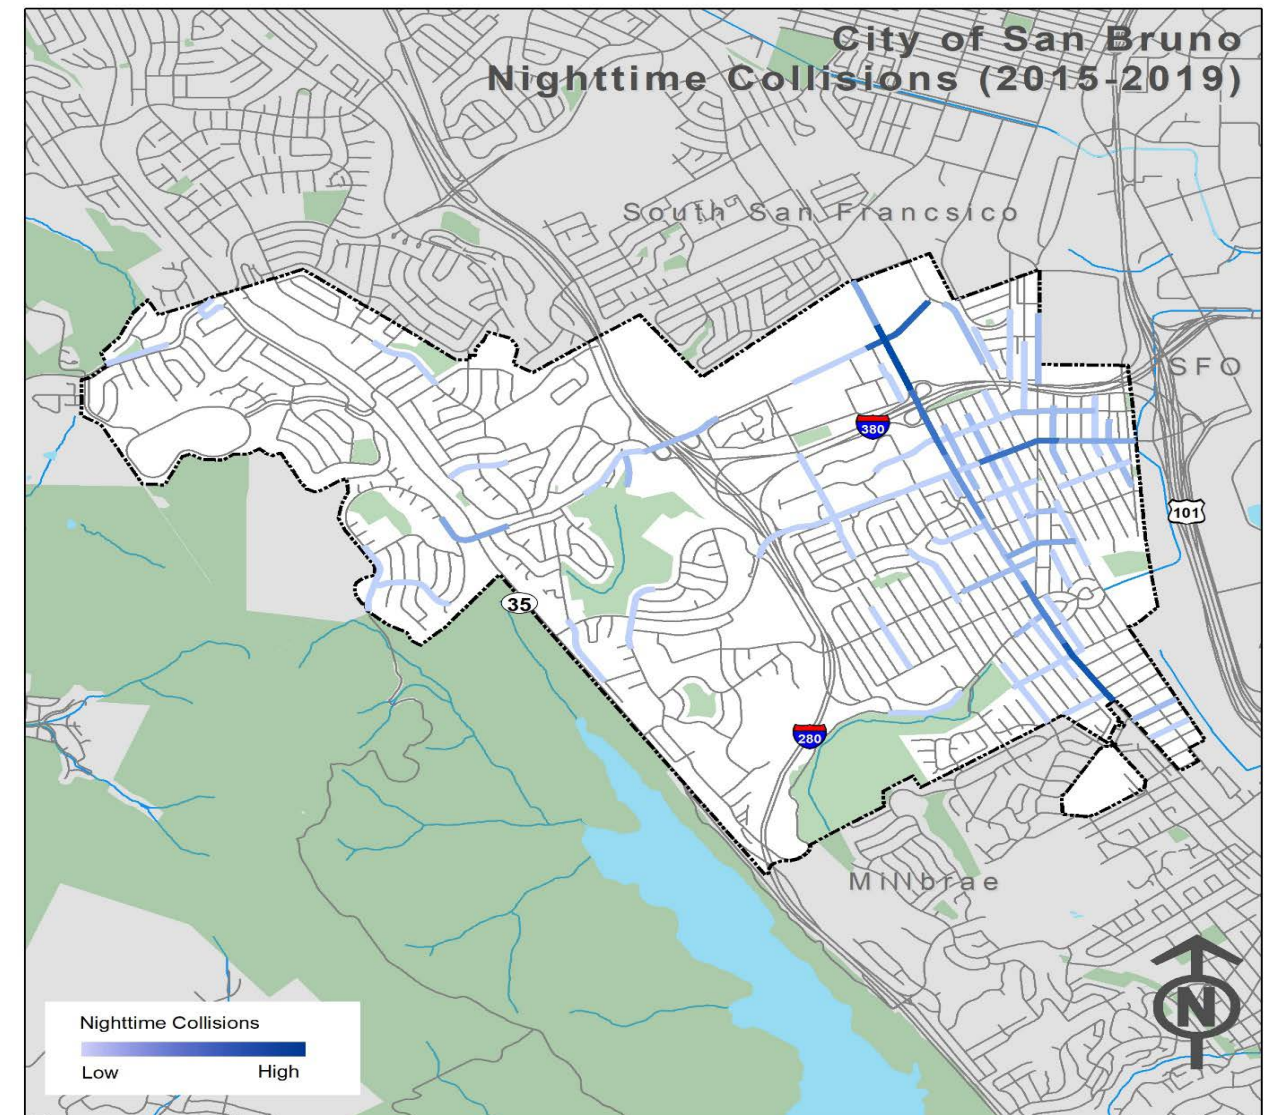 City of San Bruno
Nighttime Collisions (2015-2019)
South San Francsico
SFO
380
101
35
280
Millbrae
N
Nighttime Collisions
Low High